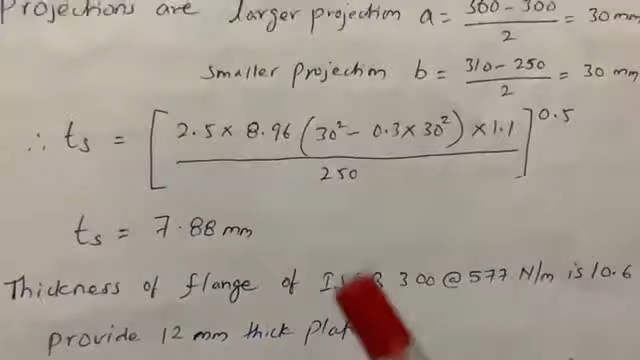 Projections are larger projection a = 360 - 300 / 2 = 30 mm
smaller projection b = 310 - 250 / 2 = 30 mm
∴ ts = [ 2.5 × 8.96 (30² - 0.3 × 30²) × 1.1 / 250 ]^0.5
ts = 7.88 mm
Thickness of flange of 300 @ 577 N/m is 10.6
provide 12 mm thick